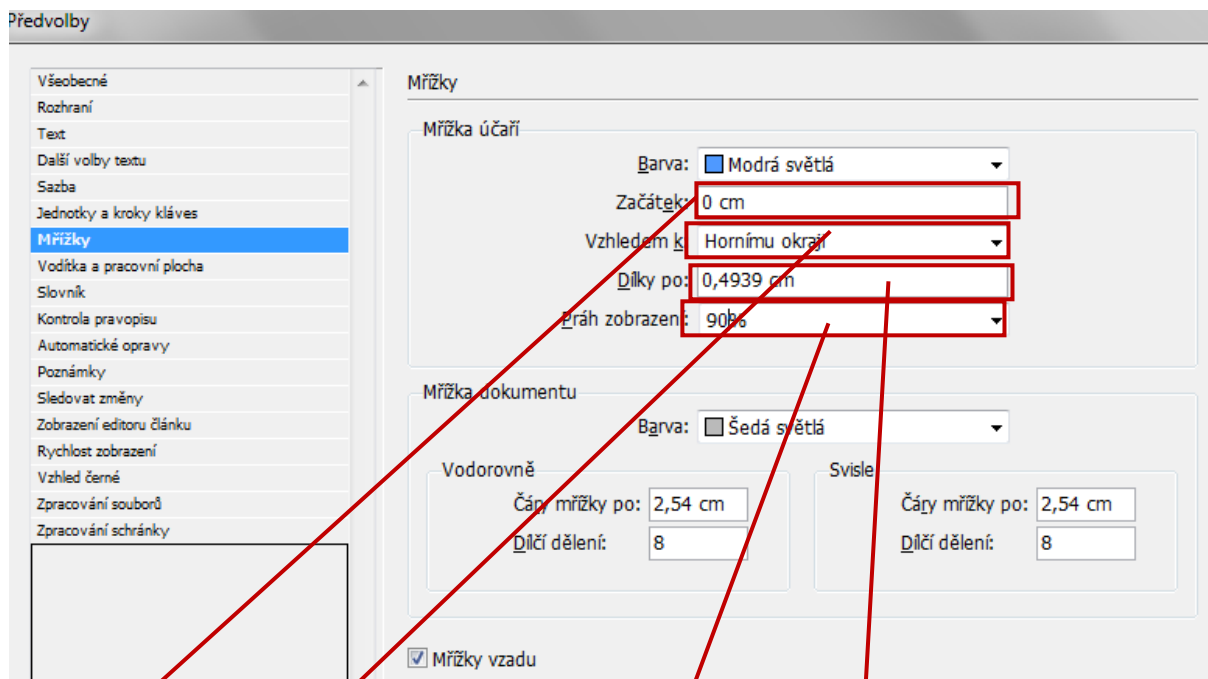 Předvolby
Všeobecné
Rozhraní
Text
Další volby textu
Sazba
Jednotky a kroky kláves
Mřížky
Vodítka a pracovní plocha
Slovník
Kontrola pravopisu
Automatické opravy
Poznámky
Sledovat změny
Zobrazení editoru článku
Rychlost zobrazení
Vzhled černé
Zpracování souborů
Zpracování schránky
Mřížky
Mřížka účaří
Barva: Modrá světlá
Začátek: 0 cm
Vzhledem k: Hornímu okraji
Dílky po: 0,4939 cm
Práh zobrazení: 90%
Mřížka dokumentu
Barva: Šedá světlá
Vodorovně
Čáry mřížky po: 2,54 cm
Dílčí dělení: 8
Svisle
Čáry mřížky po: 2,54 cm
Dílčí dělení: 8
Mřížky vzadu